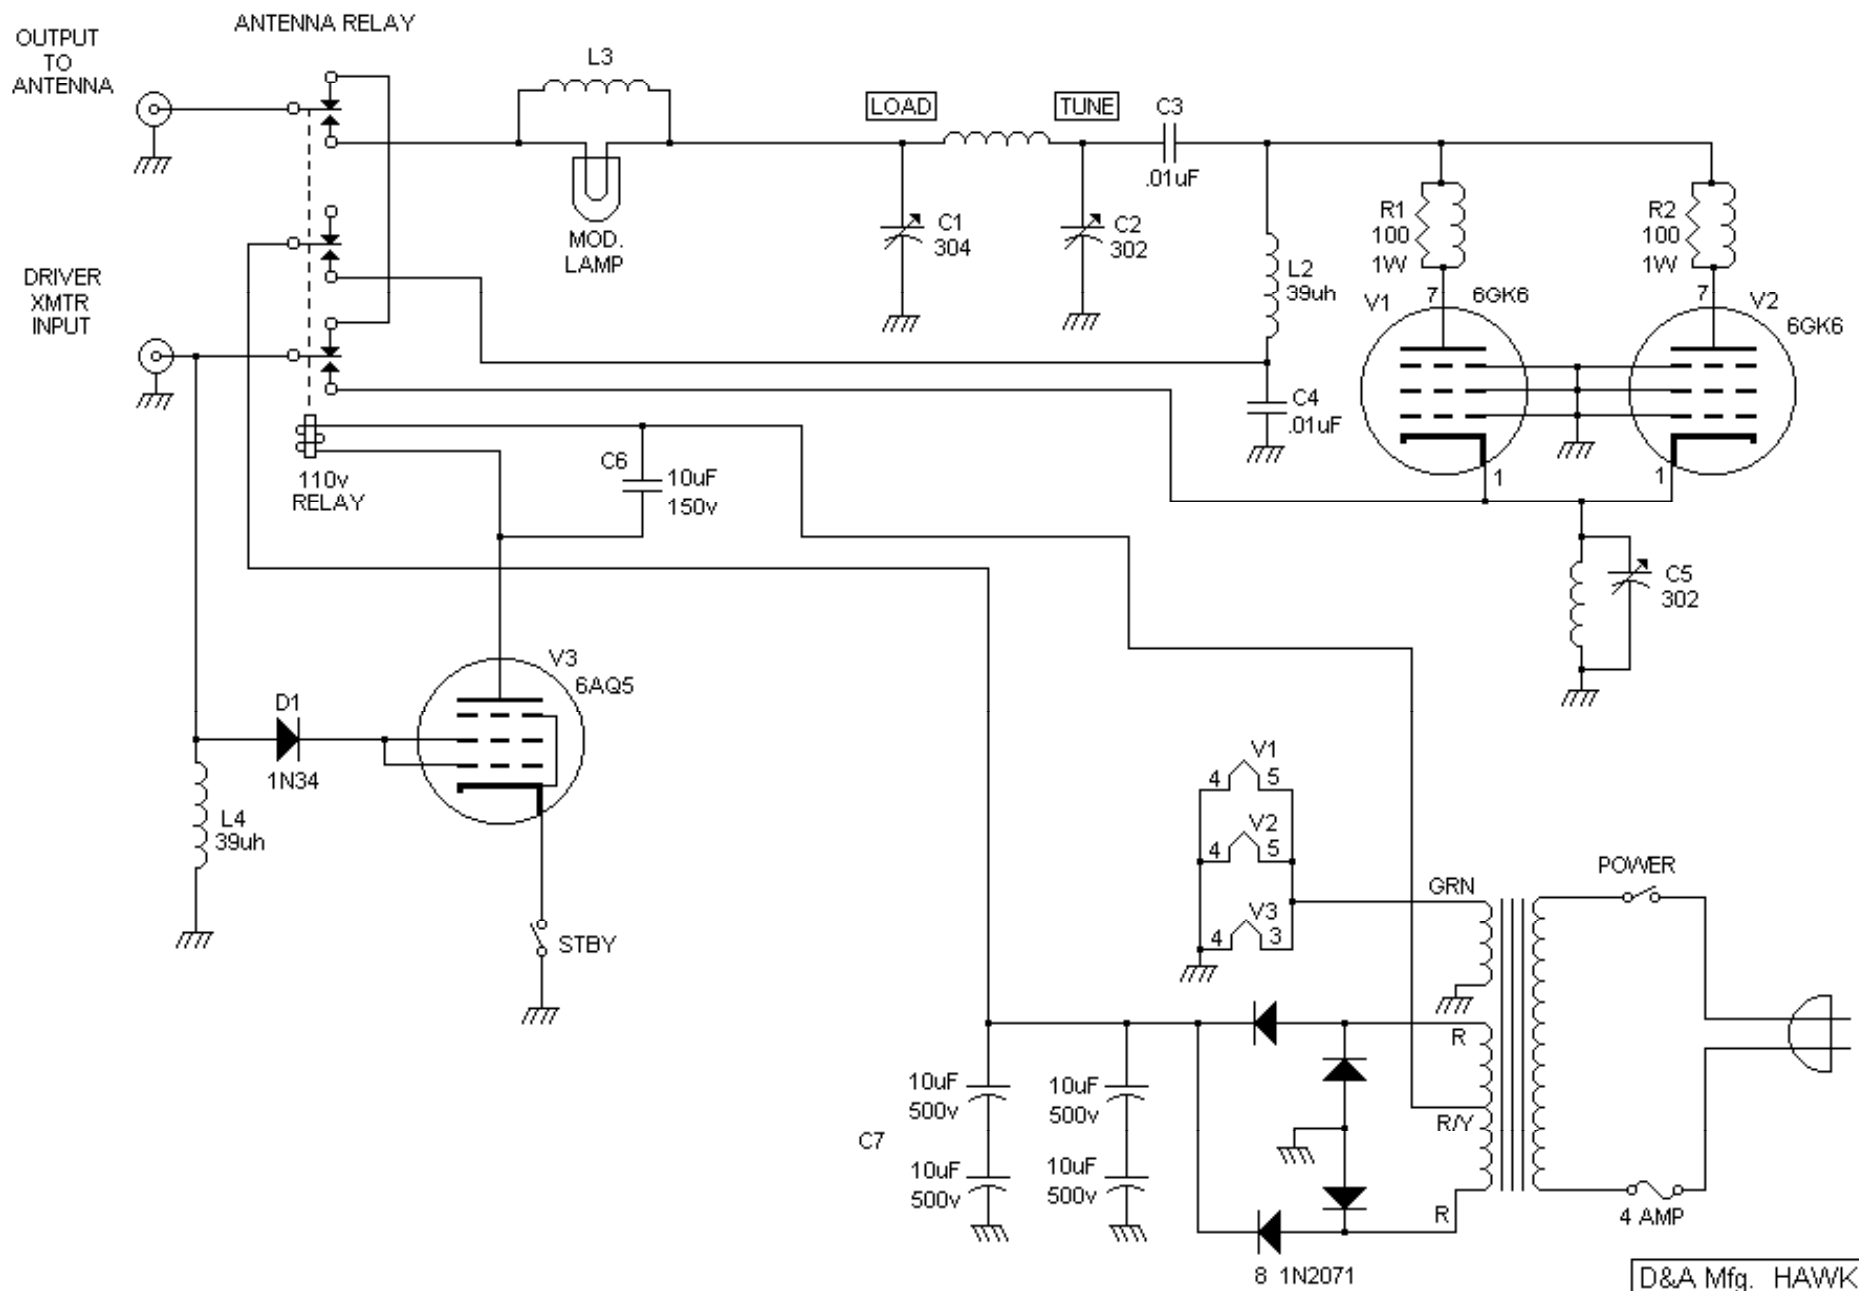 ANTENNA RELAY
OUTPUT
TO
ANTENNA
L3
LOAD
TUNE
C3
.01uF
MOD.
LAMP
C1
304
C2
302
L2
39uh
R1
100
1W
R2
100
1W
7
6GK6
V1
7
V2
6GK6
DRIVER
XMTR
INPUT
C4
.01uF
1
1
110v
RELAY
C6
10uF
150v
C5
302
V3
6AQ5
D1
1N34
L4
39uh
STBY
V1
4
5
V2
4
5
V3
4
3
GRN
POWER
R
R/Y
R
10uF
500v
10uF
500v
C7
10uF
500v
10uF
500v
8 1N2071
4 AMP
D&A Mfg. HAWK